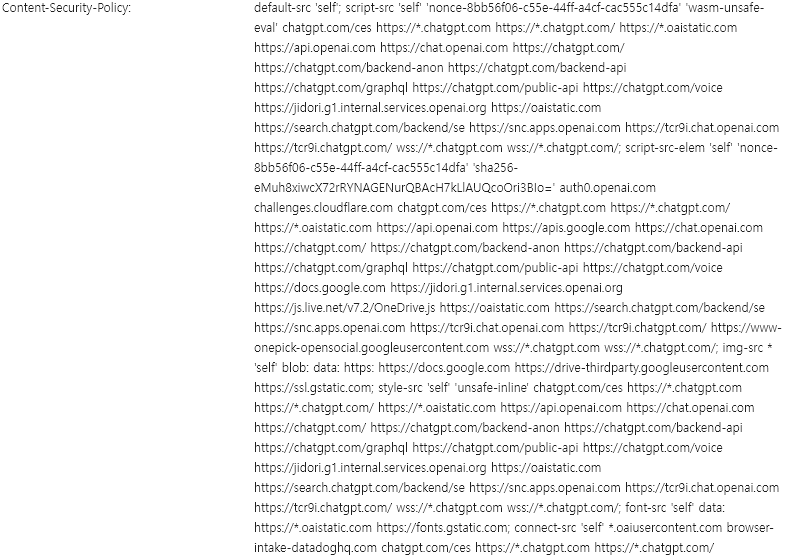 Content-Security-Policy: default-src 'self'; script-src 'self' 'nonce-8bb56f06-c55e-44ff-a4cf-cac555c14dfa' 'wasm-unsafe-
eval' chatgpt.com/ces https://*.chatgpt.com https://*.chatgpt.com/ https://*.oaistatic.com
https://api.openai.com https://chat.openai.com https://chatgpt.com/
https://chatgpt.com/backend-anon https://chatgpt.com/backend-api
https://chatgpt.com/graphql https://chatgpt.com/public-api https://chatgpt.com/voice
https://jidori.g1.internal.services.openai.org https://oaistatic.com
https://search.chatgpt.com/backend/se https://snc.apps.openai.com https://tcr9i.chat.openai.com
https://tcr9i.chatgpt.com/ wss://*.chatgpt.com wss://*.chatgpt.com/; script-src-elem 'self' 'nonce-
8bb56f06-c55e-44ff-a4cf-cac555c14dfa' 'sha256-
eMuh8xiwcX72rRYNAGENurQBAcH7kLlAUQcoOri3BIo=' auth0.openai.com
challenges.cloudflare.com chatgpt.com/ces https://*.chatgpt.com https://*.chatgpt.com/
https://*.oaistatic.com https://api.openai.com https://apis.google.com https://chat.openai.com
https://chatgpt.com/ https://chatgpt.com/backend-anon https://chatgpt.com/backend-api
https://chatgpt.com/graphql https://chatgpt.com/public-api https://chatgpt.com/voice
https://docs.google.com https://jidori.g1.internal.services.openai.org
https://js.live.net/v7.2/OneDrive.js https://oaistatic.com https://search.chatgpt.com/backend/se
https://snc.apps.openai.com https://tcr9i.chat.openai.com https://tcr9i.chatgpt.com/ https://www-
onepick-opensocial.googleusercontent.com wss://*.chatgpt.com wss://*.chatgpt.com/; img-src *
'self' blob: data: https: https://docs.google.com https://drive-thirdparty.googleusercontent.com
https://ssl.gstatic.com; style-src 'self' 'unsafe-inline' chatgpt.com/ces https://*.chatgpt.com
https://*.chatgpt.com/ https://*.oaistatic.com https://api.openai.com https://chat.openai.com
https://chatgpt.com/ https://chatgpt.com/backend-anon https://chatgpt.com/backend-api
https://chatgpt.com/graphql https://chatgpt.com/public-api https://chatgpt.com/voice
https://jidori.g1.internal.services.openai.org https://oaistatic.com
https://search.chatgpt.com/backend/se https://snc.apps.openai.com https://tcr9i.chat.openai.com
https://tcr9i.chatgpt.com/ wss://*.chatgpt.com wss://*.chatgpt.com/; font-src 'self' data:
https://*.oaistatic.com https://fonts.gstatic.com; connect-src 'self' *.oaiusercontent.com browser-
intake-datadoghq.com chatgpt.com/ces https://*.chatgpt.com https://*.chatgpt.com/